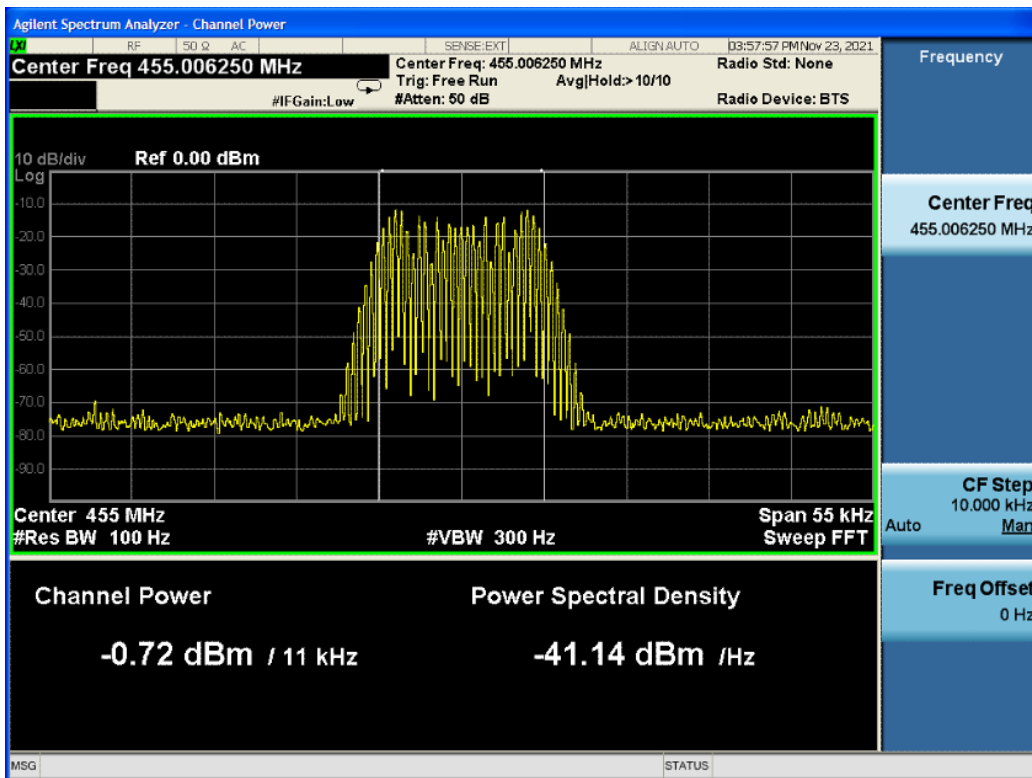 Agilent Spectrum Analyzer - Channel Power
LXI RF 50 Ω AC SENSE:EXT ALIGN AUTO 03:57:57 PM Nov 23, 2021
Center Freq 455.006250 MHz
Center Freq: 455.006250 MHz
Radio Std: None
Trig: Free Run Avg|Hold:> 10/10
#IFGain:Low
#Atten: 50 dB
Radio Device: BTS
10 dB/div Ref 0.00 dBm
Log
-10.0
-20.0
-30.0
-40.0
-50.0
-60.0
-70.0
-80.0
-90.0
Center 455 MHz Span 55 kHz
#Res BW 100 Hz #VBW 300 Hz Sweep FFT
Channel Power Power Spectral Density
-0.72 dBm / 11 kHz -41.14 dBm /Hz
MSG STATUS
Frequency
Center Freq
455.006250 MHz
CF Step
10.000 kHz
Auto Man
Freq Offset
0 Hz